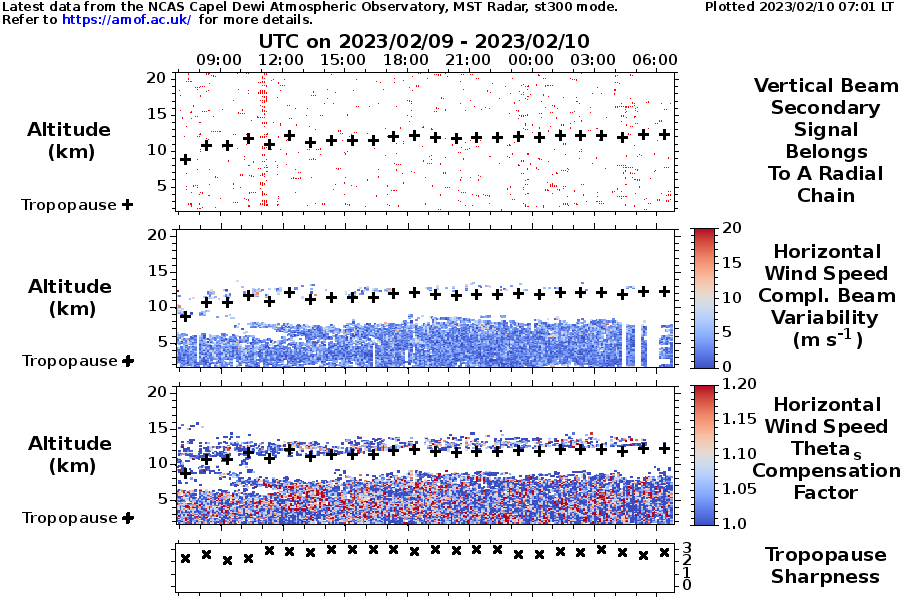 Latest data from the NCAS Capel Dewi Atmospheric Observatory, MST Radar, st300 mode.
Plotted 2023/02/10 07:01 LT
Refer to https://amof.ac.uk/ for more details.
UTC on 2023/02/09 - 2023/02/10
09:00 12:00 15:00 18:00 21:00 00:00 03:00 06:00
20
15
10
5
Altitude
(km)
Tropopause +
Vertical Beam
Secondary
Signal
Belongs
To A Radial
Chain
20
15
10
5
Altitude
(km)
Tropopause +
20
15
10
5
0
Horizontal
Wind Speed
Compl. Beam
Variability
(m s-1)
20
15
10
5
Altitude
(km)
Tropopause +
1.20
1.15
1.10
1.05
1.0
Horizontal
Wind Speed
Theta s
Compensation
Factor
3
2
1
0
Tropopause
Sharpness